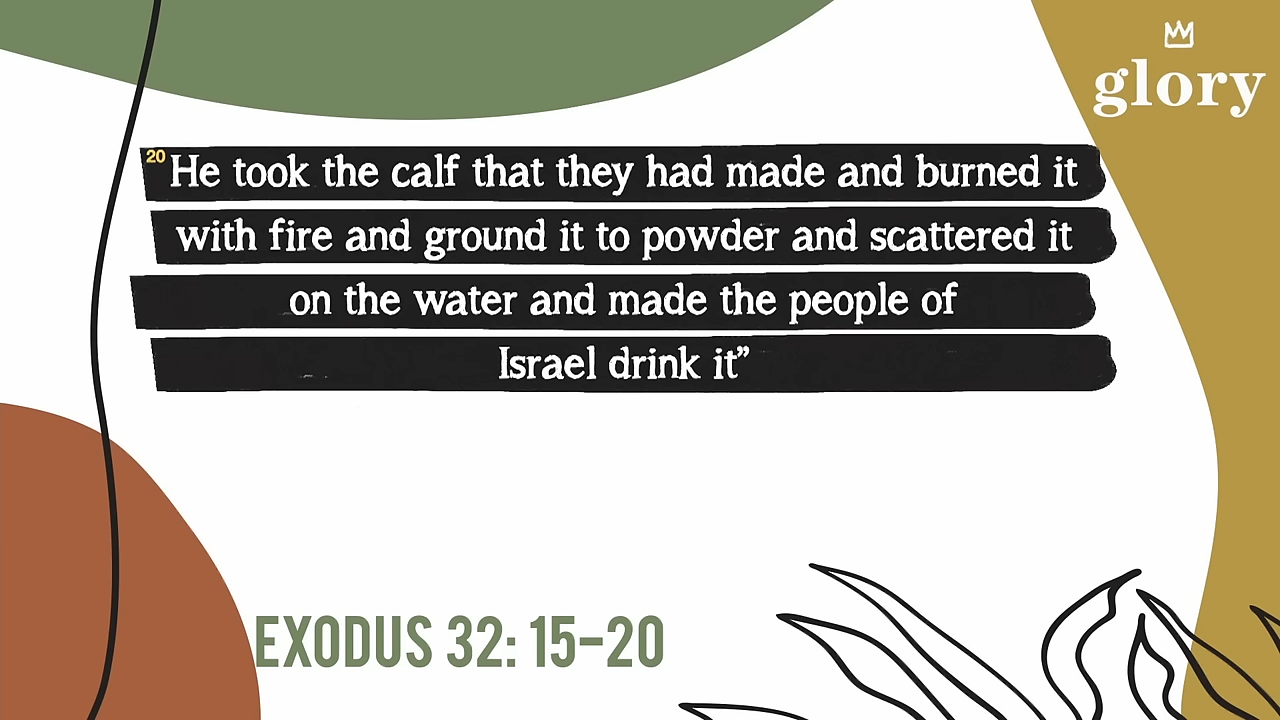 glory
20 He took the calf that they had made and burned it
with fire and ground it to powder and scattered it
on the water and made the people of
Israel drink it”
EXODUS 32: 15-20